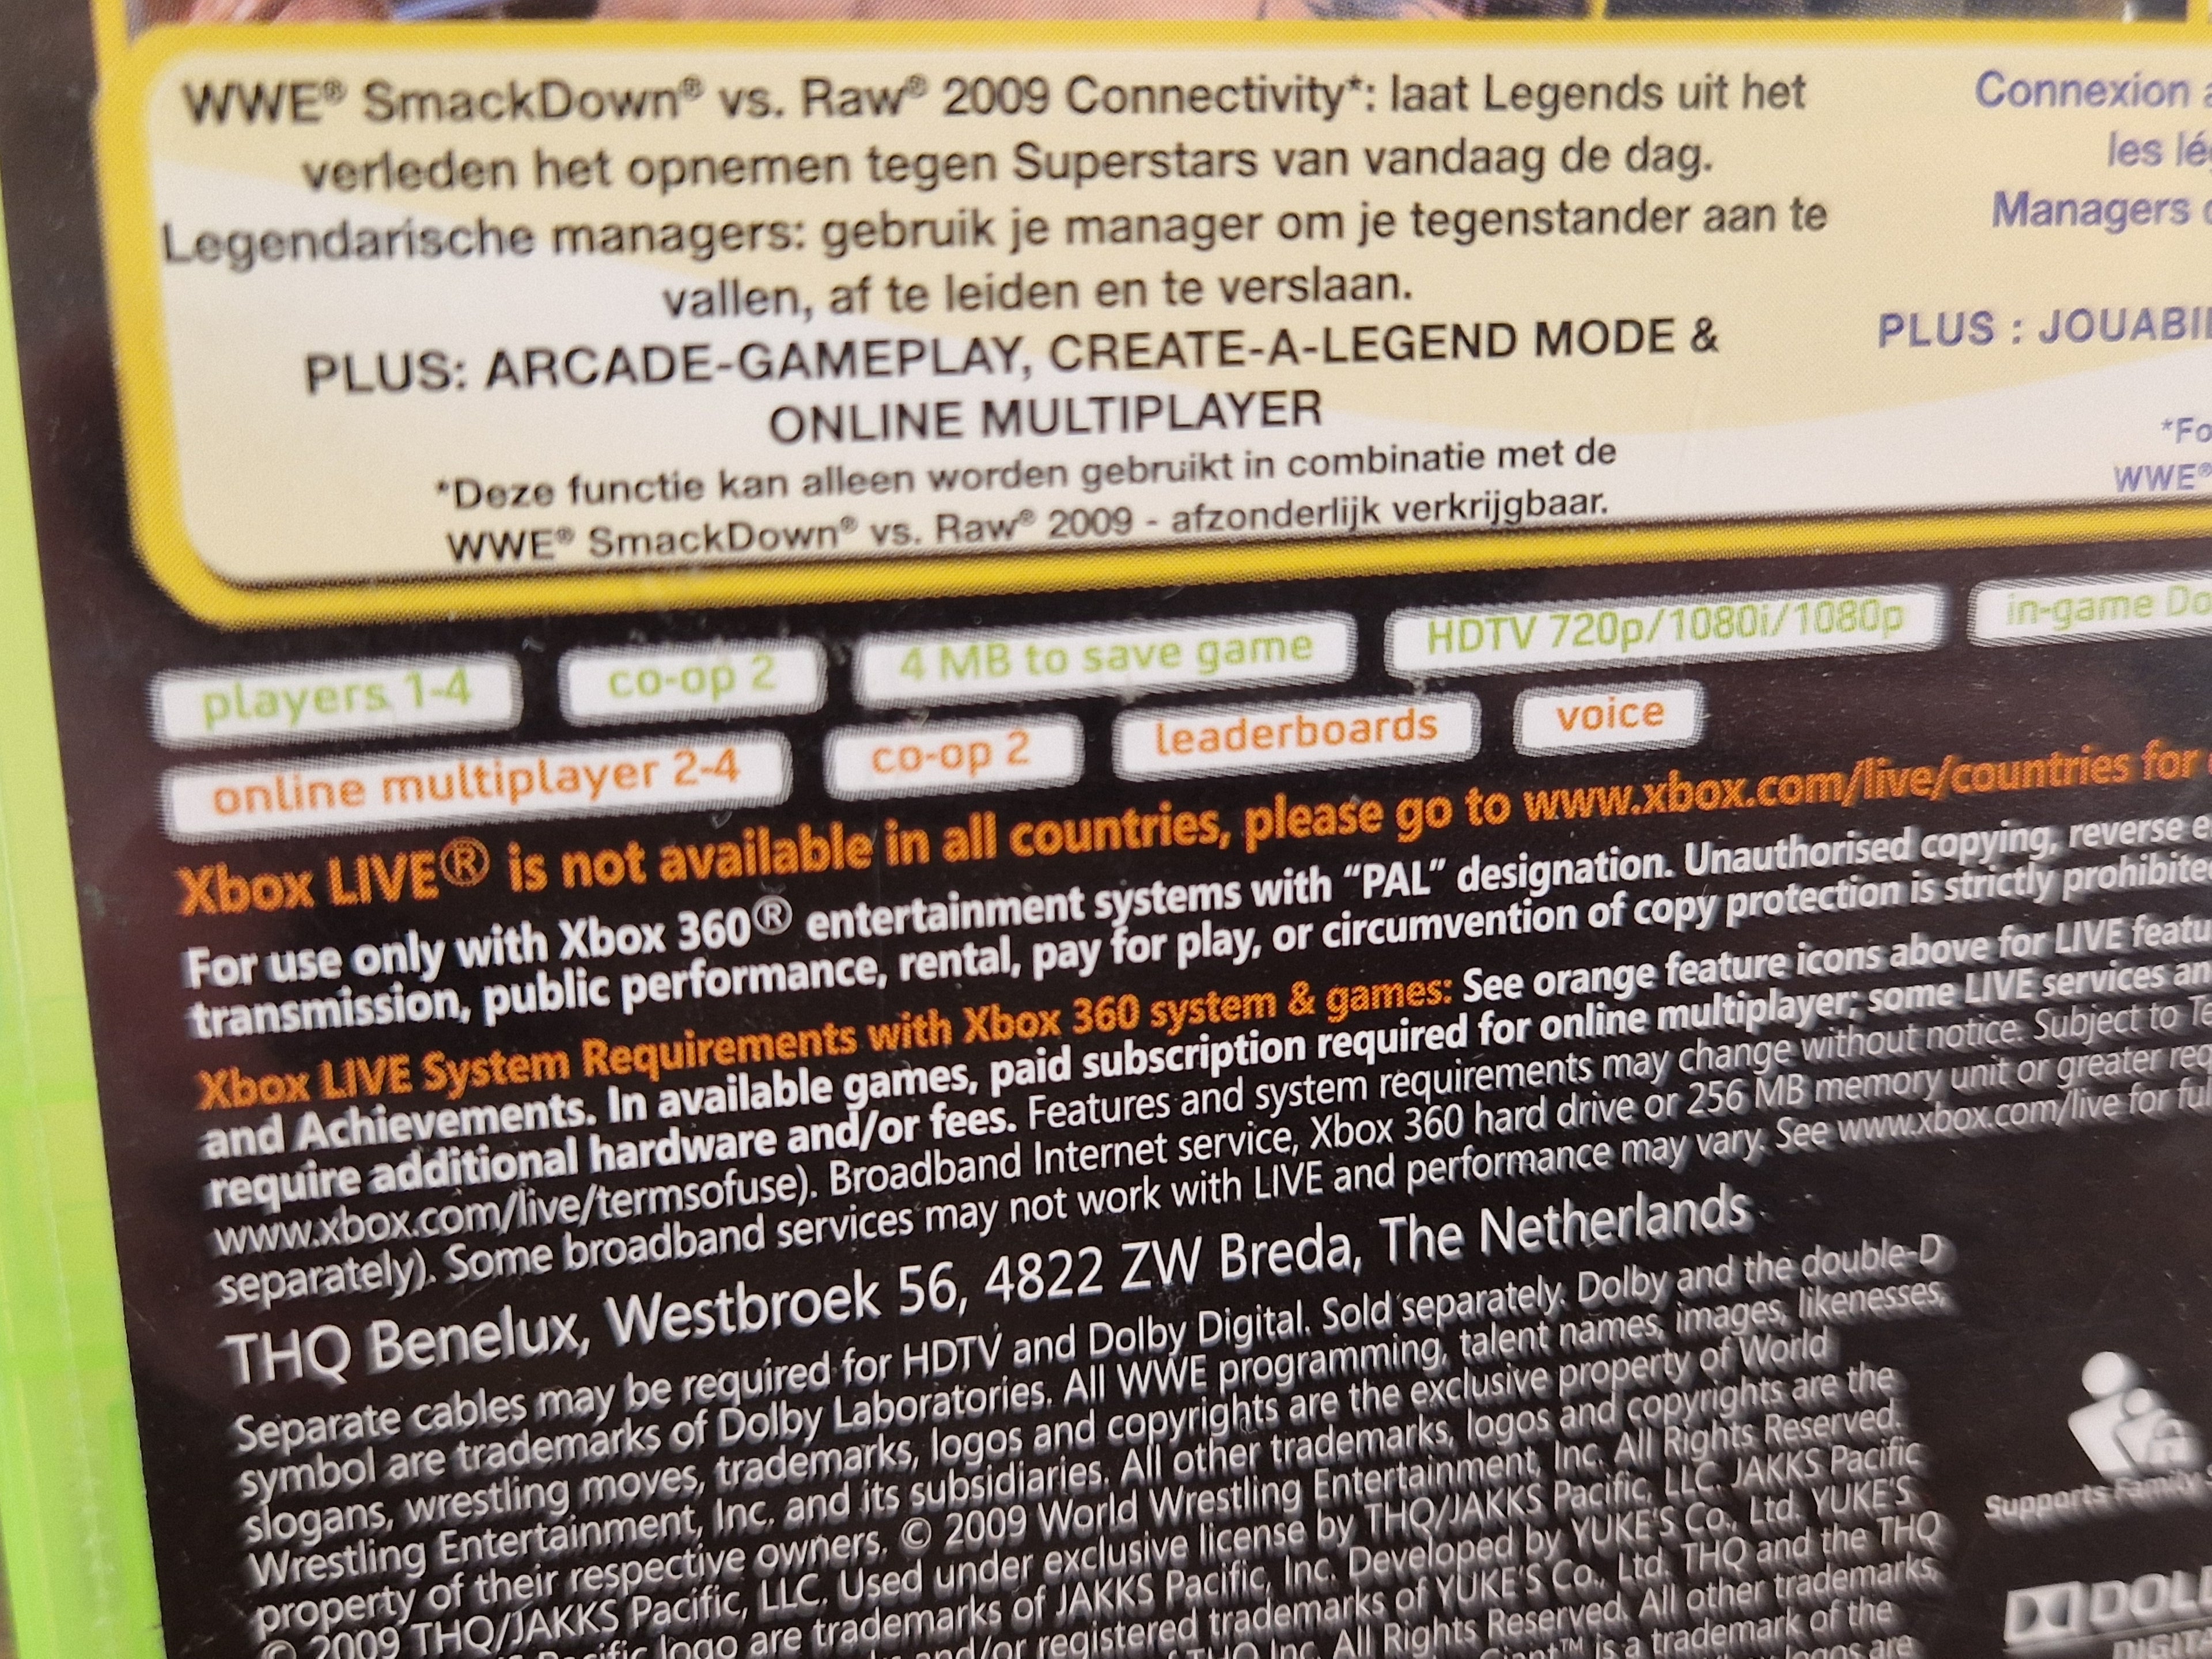 WWE® SmackDown® vs. Raw® 2009 Connectivity*: laat Legends uit het
verleden het opnemen tegen Superstars van vandaag de dag.
Legendarische managers: gebruik je manager om je tegenstander aan te
vallen, af te leiden en te verslaan.
PLUS: ARCADE-GAMEPLAY, CREATE-A-LEGEND MODE &
ONLINE MULTIPLAYER
*Deze functie kan alleen worden gebruikt in combinatie met de
WWE® SmackDown® vs. Raw® 2009 - afzonderlijk verkrijgbaar.
Connexion
les
Managers
PLUS :
WWE®
players 1-4 co-op 2 4 MB to save game HDTV 720p/1080i/1080p in-game
online multiplayer 2-4 co-op 2 leaderboards voice
Xbox LIVE® is not available in all countries, please go to www.xbox.com/live/countries for
For use only with Xbox 360® entertainment systems with “PAL” designation. Unauthorised copying, reverse
transmission, public performance, rental, pay for play, or circumvention of copy protection is strictly
Xbox LIVE System Requirements with Xbox 360 system & games: See orange feature icons above for LIVE
and Achievements. In available games, paid subscription required for online multiplayer; some LIVE services
require additional hardware and/or fees. Features and system requirements may change without notice. Subject to
www.xbox.com/live/termsofuse). Broadband Internet service, Xbox 360 hard drive or 256 MB memory unit or greater
separately). Some broadband services may not work with LIVE and performance may vary. See www.xbox.com/live for
THQ Benelux, Westbroek 56, 4822 ZW Breda, The Netherlands
Separate cables may be required for HDTV and Dolby Digital. Sold separately. Dolby and the double-D
symbol are trademarks of Dolby Laboratories. All WWE programming, talent names, images, likenesses,
slogans, wrestling moves, trademarks, logos and copyrights are the exclusive property of World
Wrestling Entertainment, Inc. and its subsidiaries. All other trademarks, logos and copyrights are the
property of their respective owners. © 2009 World Wrestling Entertainment, Inc. All Rights Reserved.
© 2009 THQ/JAKKS Pacific, LLC. Used under exclusive license by THQ/JAKKS Pacific, LLC. JAKKS Pacific
logo are trademarks of JAKKS Pacific, Inc. Developed by YUKE'S Co., Ltd. YUKE'S
and/or registered trademarks of YUKE'S Co., Ltd. THQ and the THQ
THQ Inc. All Rights Reserved. All other trademarks,
is a trademark of the
logos are
Supports Family